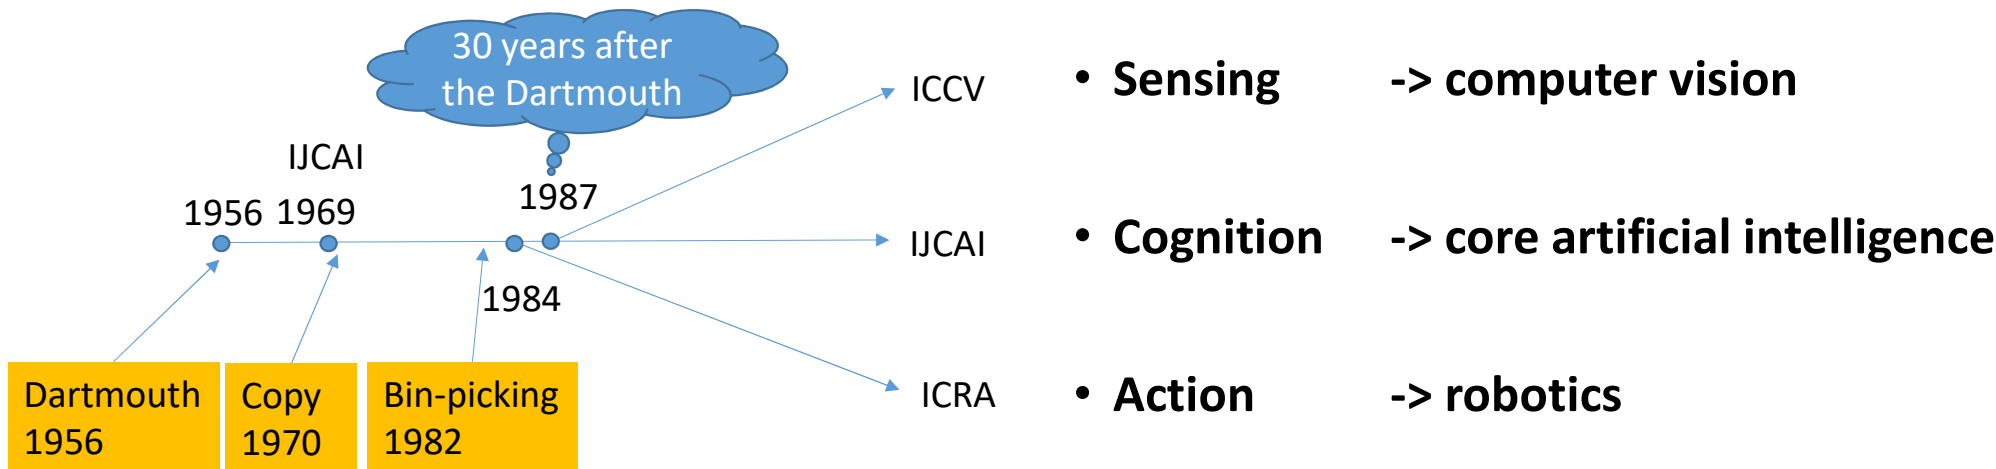 30 years after
the Dartmouth
IJCAI
1956 1969
1987
1984
Dartmouth
1956
Copy
1970
Bin-picking
1982
ICCV
• Sensing -> computer vision
IJCAI
• Cognition -> core artificial intelligence
ICRA
• Action -> robotics